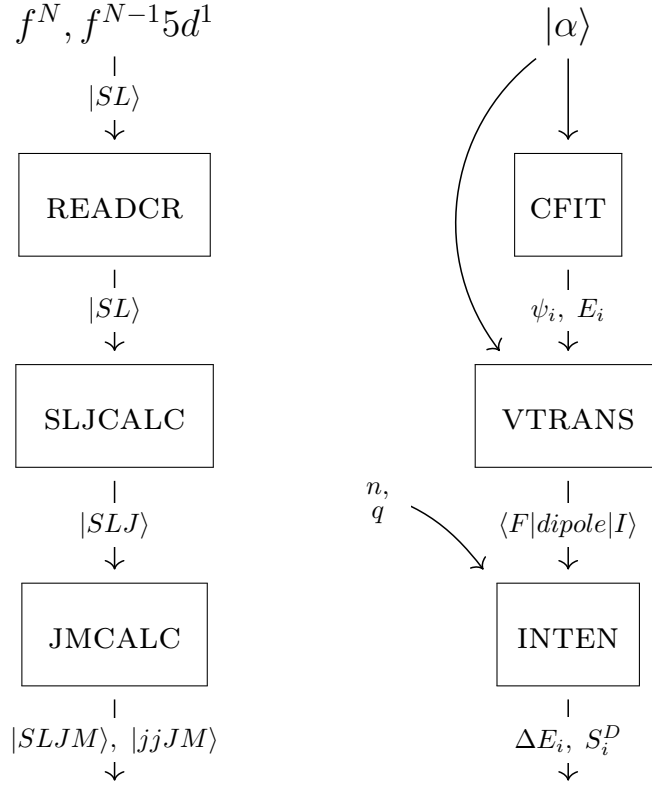 f^N, f^{N-1}5d^1
|SL⟩
READCR
|SL⟩
SLJCALC
|SLJ⟩
JMCALC
|SLJM⟩, |jjJM⟩
|α⟩
CFIT
ψ_i, E_i
VTRANS
n,
q
⟨F|dipole|I⟩
INTEN
ΔE_i, S_i^D